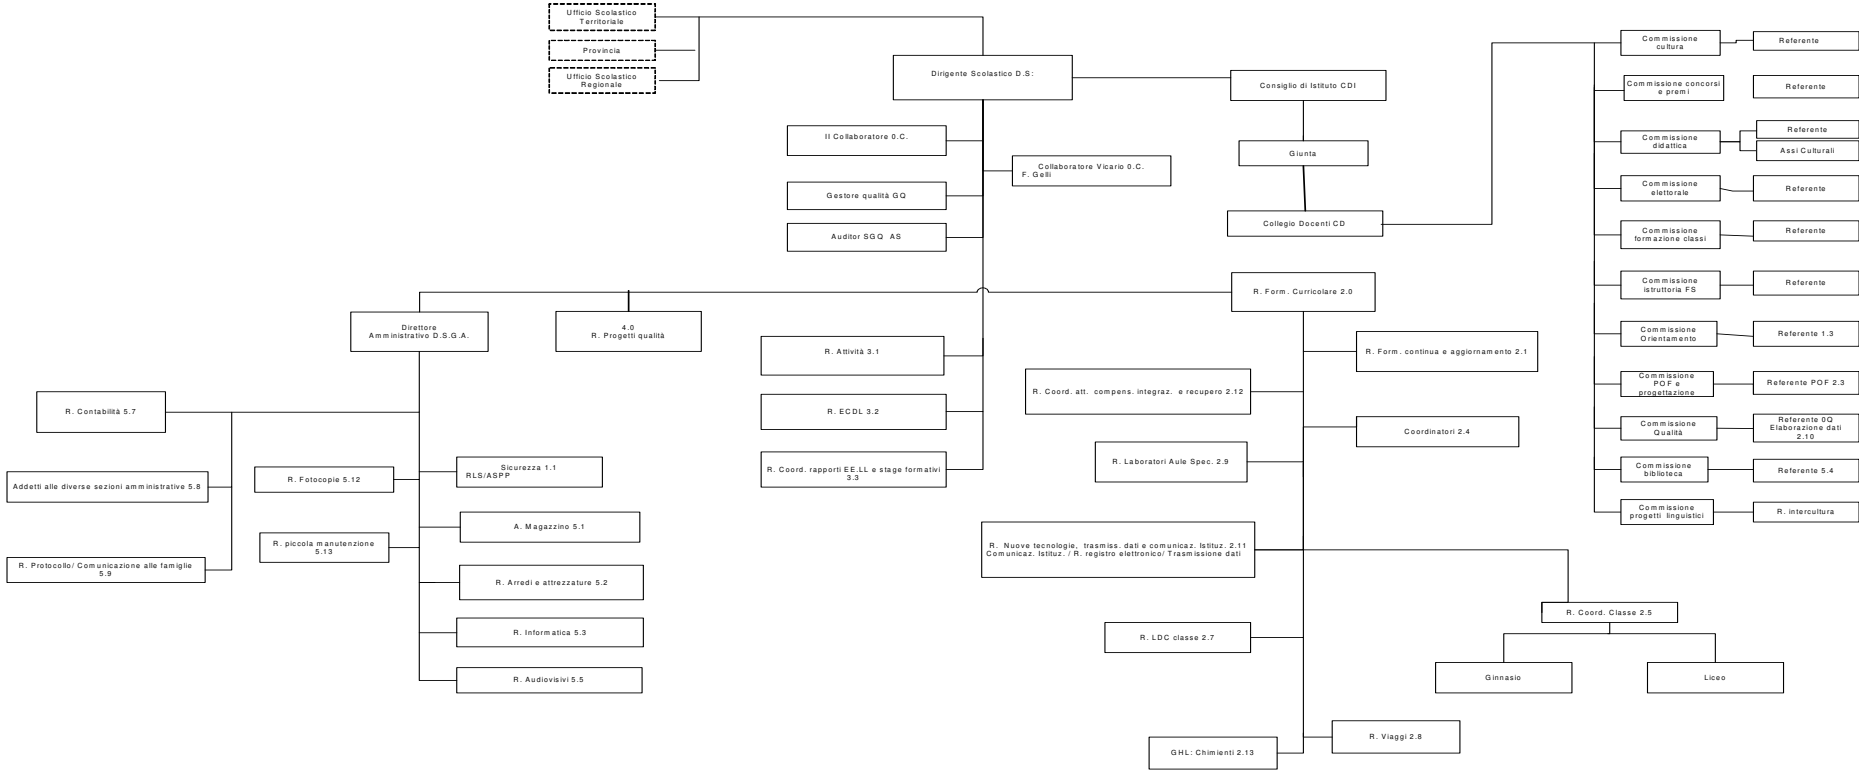 Ufficio Scolastico
Territoriale
Provincia
Ufficio Scolastico
Regionale
Dirigente Scolastico D.S:
Consiglio di Istituto CDI
II Collaboratore 0.C.
Collaboratore Vicario 0.C.
F. Gelli
Giunta
Gestore qualità GQ
Auditor SGQ AS
Collegio Docenti CD
Commissione
cultura
Referente
Commissione concorsi
e premi
Referente
Commissione
didattica
Referente
Assi Culturali
Commissione
elettorale
Referente
Commissione
formazione classi
Referente
Commissione
istruttoria FS
Referente
Commissione
Orientamento
Referente 1.3
Commissione
POF e
progettazione
Referente POF 2.3
Commissione
Qualità
Referente 0Q
Elaborazione dati
2.10
Commissione
biblioteca
Referente 5.4
Commissione
progetti linguistici
R. intercultura
R. Form. Curricolare 2.0
Direttore
Amministrativo D.S.G.A.
4.0
R. Progetti qualità
R. Attività 3.1
R. ECDL 3.2
R. Coord. rapporti EE.LL e stage formativi
3.3
R. Form. continua e aggiornamento 2.1
R. Coord. att. compens. integraz. e recupero 2.12
Coordinatori 2.4
R. Laboratori Aule Spec. 2.9
R. Nuove tecnologie, trasmiss. dati e comunicaz. Istituz. 2.11
Comunicaz. Istituz. / R. registro elettronico/ Trasmissione dati
R. Coord. Classe 2.5
Ginnasio
Liceo
R. LDC classe 2.7
R. Viaggi 2.8
GHL: Chimienti 2.13
R. Contabilità 5.7
Addetti alle diverse sezioni amministrative 5.8
R. Protocollo/ Comunicazione alle famiglie
5.9
R. Fotocopie 5.12
R. piccola manutenzione
5.13
Sicurezza 1.1
RLS/ASPP
A. Magazzino 5.1
R. Arredi e attrezzature 5.2
R. Informatica 5.3
R. Audiovisivi 5.5